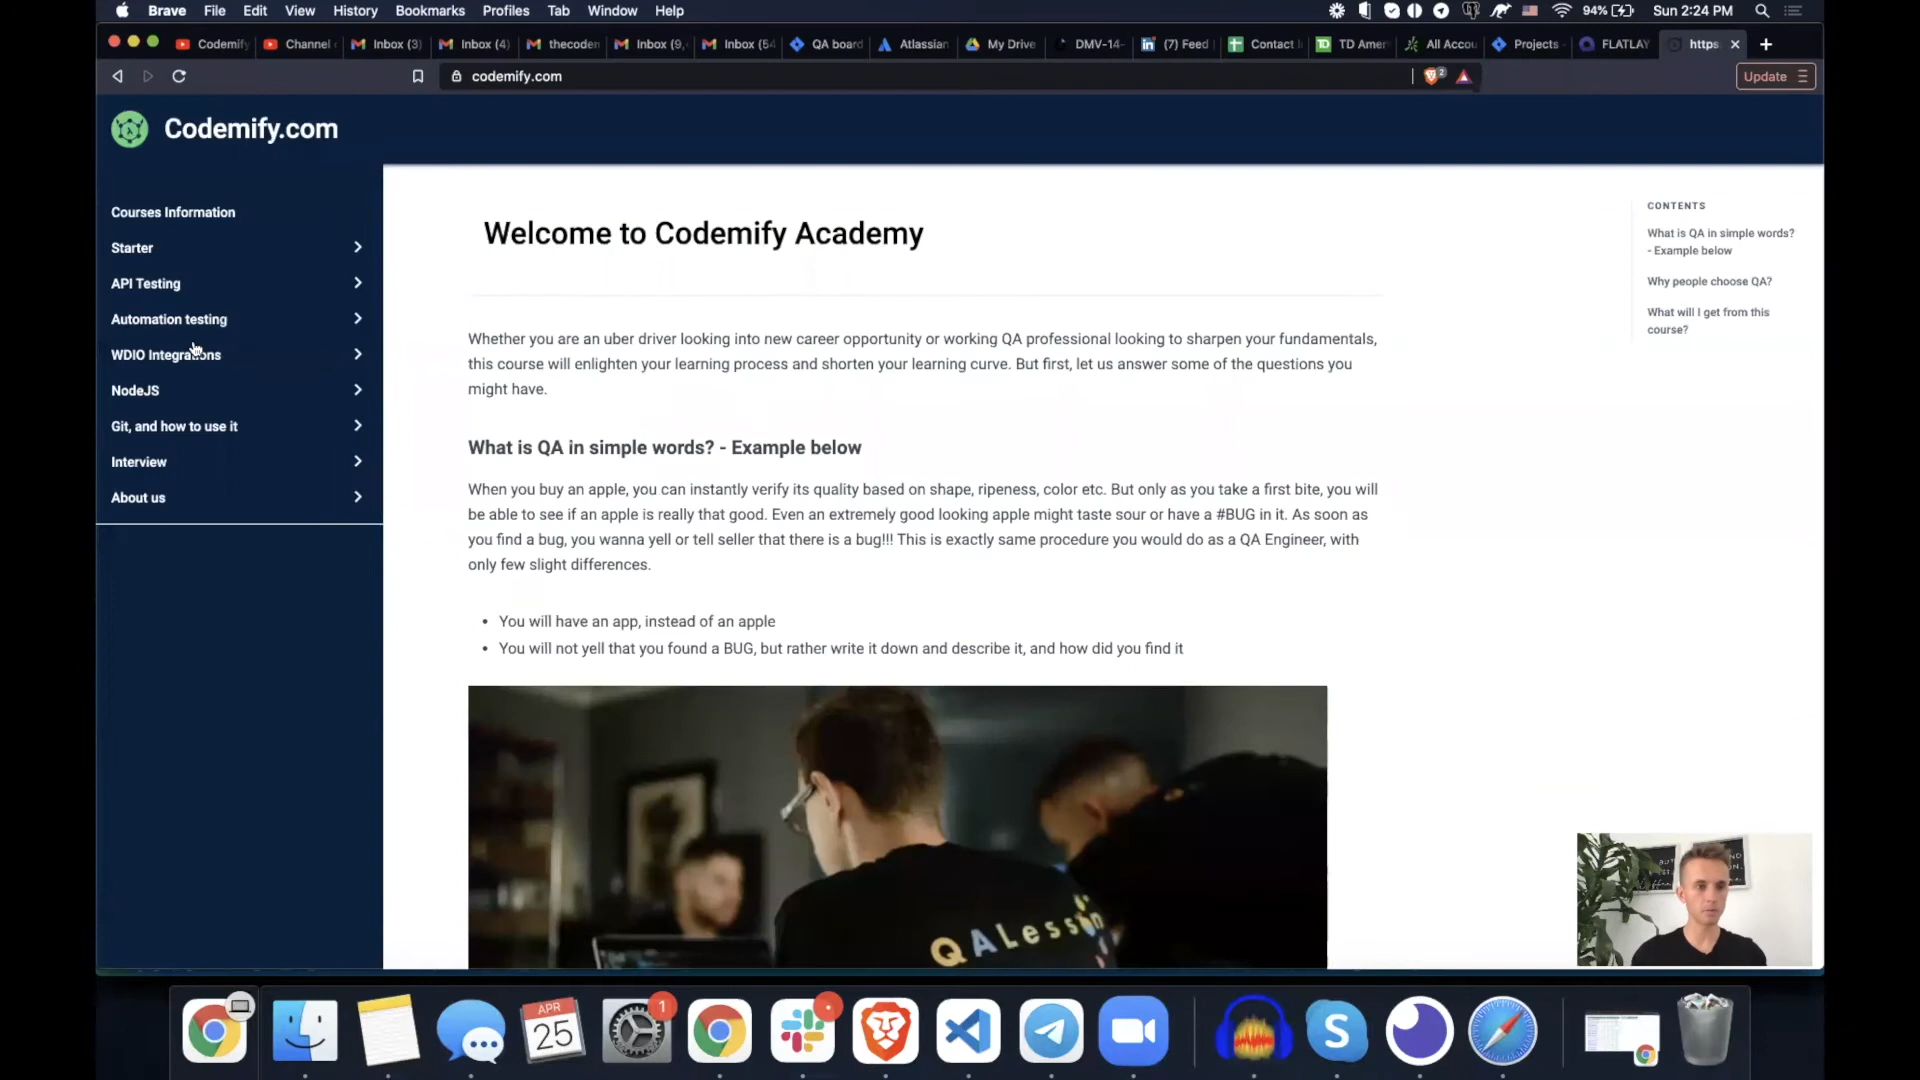 Brave File Edit View History Bookmarks Profiles Tab Window Help 94% Sun 2:24 PM
Codemify Channel Inbox (3) Inbox (4) thecoden Inbox (9, Inbox (54 QA board Atlassian My Drive DMV-14- (7) Feed Contact TD Amer All Accou Projects - FLATLAY https
codemify.com 2 Update
Codemify.com
Courses Information
Starter
API Testing
Automation testing
WDIO Integrations
NodeJS
Git, and how to use it
Interview
About us
Welcome to Codemify Academy
Whether you are an uber driver looking into new career opportunity or working QA professional looking to sharpen your fundamentals,
this course will enlighten your learning process and shorten your learning curve. But first, let us answer some of the questions you
might have.
What is QA in simple words? - Example below
When you buy an apple, you can instantly verify its quality based on shape, ripeness, color etc. But only as you take a first bite, you will
be able to see if an apple is really that good. Even an extremely good looking apple might taste sour or have a #BUG in it. As soon as
you find a bug, you wanna yell or tell seller that there is a bug!!! This is exactly same procedure you would do as a QA Engineer, with
only few slight differences.
• You will have an app, instead of an apple
• You will not yell that you found a BUG, but rather write it down and describe it, and how did you find it
QALesson
CONTENTS
What is QA in simple words?
- Example below
Why people choose QA?
What will I get from this
course?
APR
25
1
S